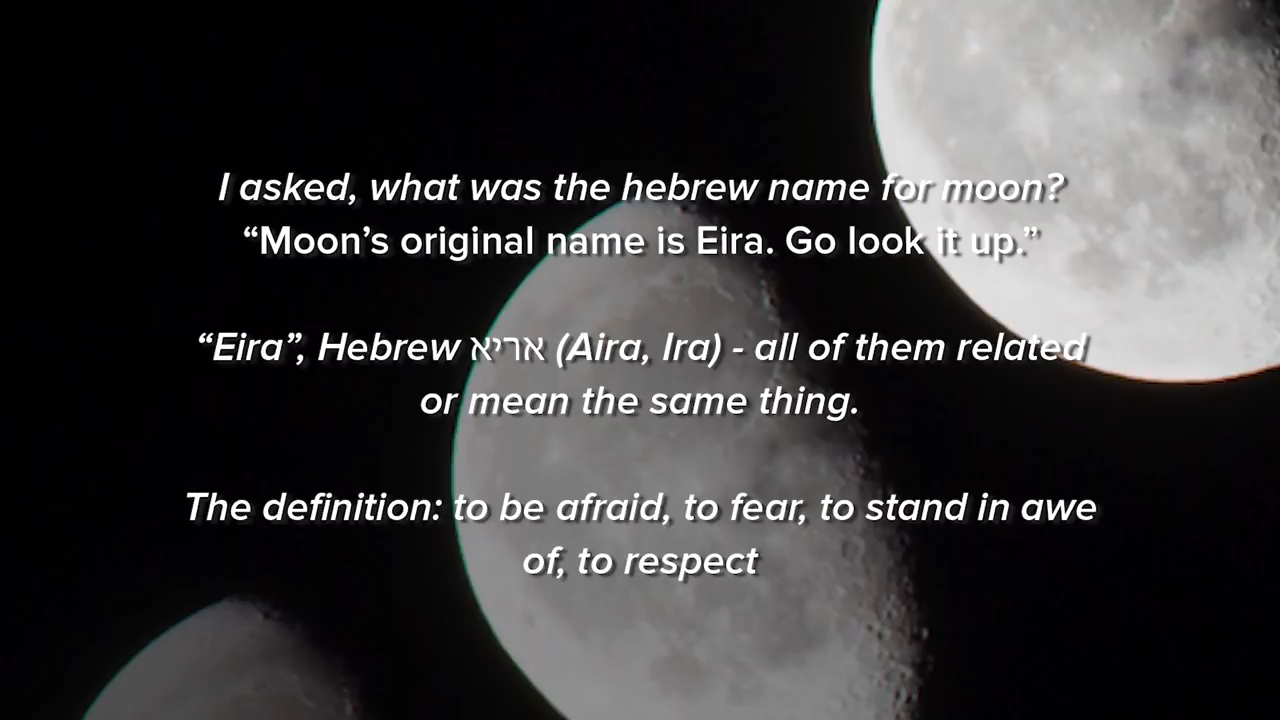 I asked, what was the hebrew name for moon?
“Moon’s original name is Eira. Go look it up.”
“Eira”, Hebrew אירא (Aira, Ira) - all of them related
or mean the same thing.
The definition: to be afraid, to fear, to stand in awe
of, to respect